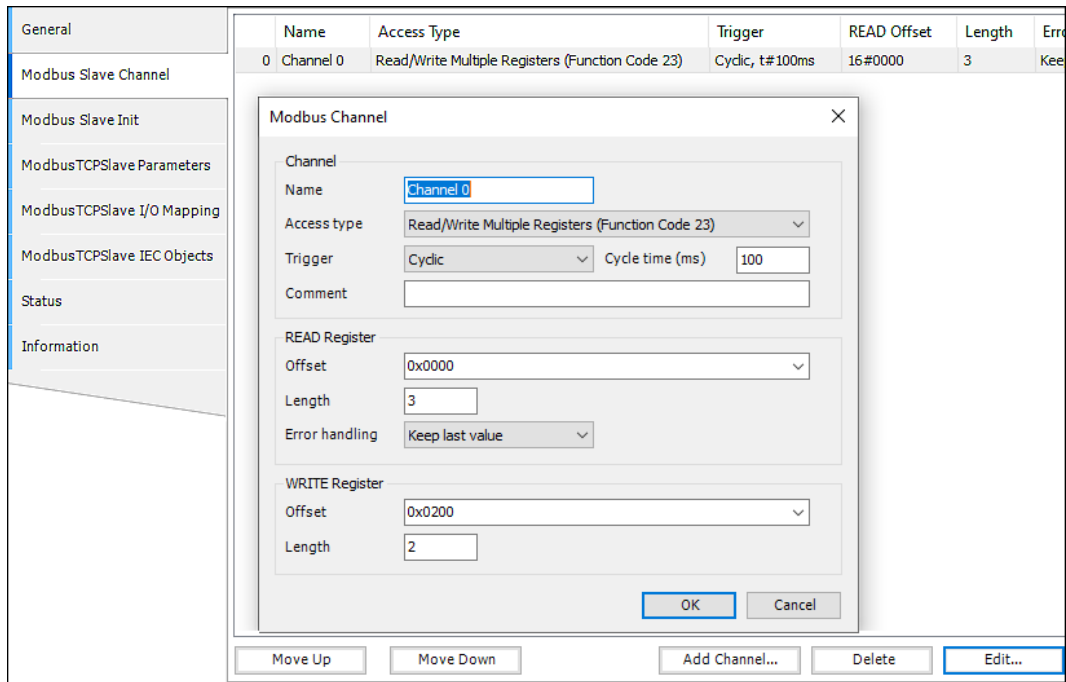 General
Modbus Slave Channel
Modbus Slave Init
ModbusTCPSlave Parameters
ModbusTCPSlave I/O Mapping
ModbusTCPSlave IEC Objects
Status
Information
Name Access Type Trigger READ Offset Length Erro
0 Channel 0 Read/Write Multiple Registers (Function Code 23) Cyclic, t#100ms 16#0000 3 Kee
Modbus Channel
Channel
Name Channel 0
Access type Read/Write Multiple Registers (Function Code 23)
Trigger Cyclic Cycle time (ms) 100
Comment
READ Register
Offset 0x0000
Length 3
Error handling Keep last value
WRITE Register
Offset 0x0200
Length 2
OK Cancel
Move Up Move Down Add Channel... Delete Edit...